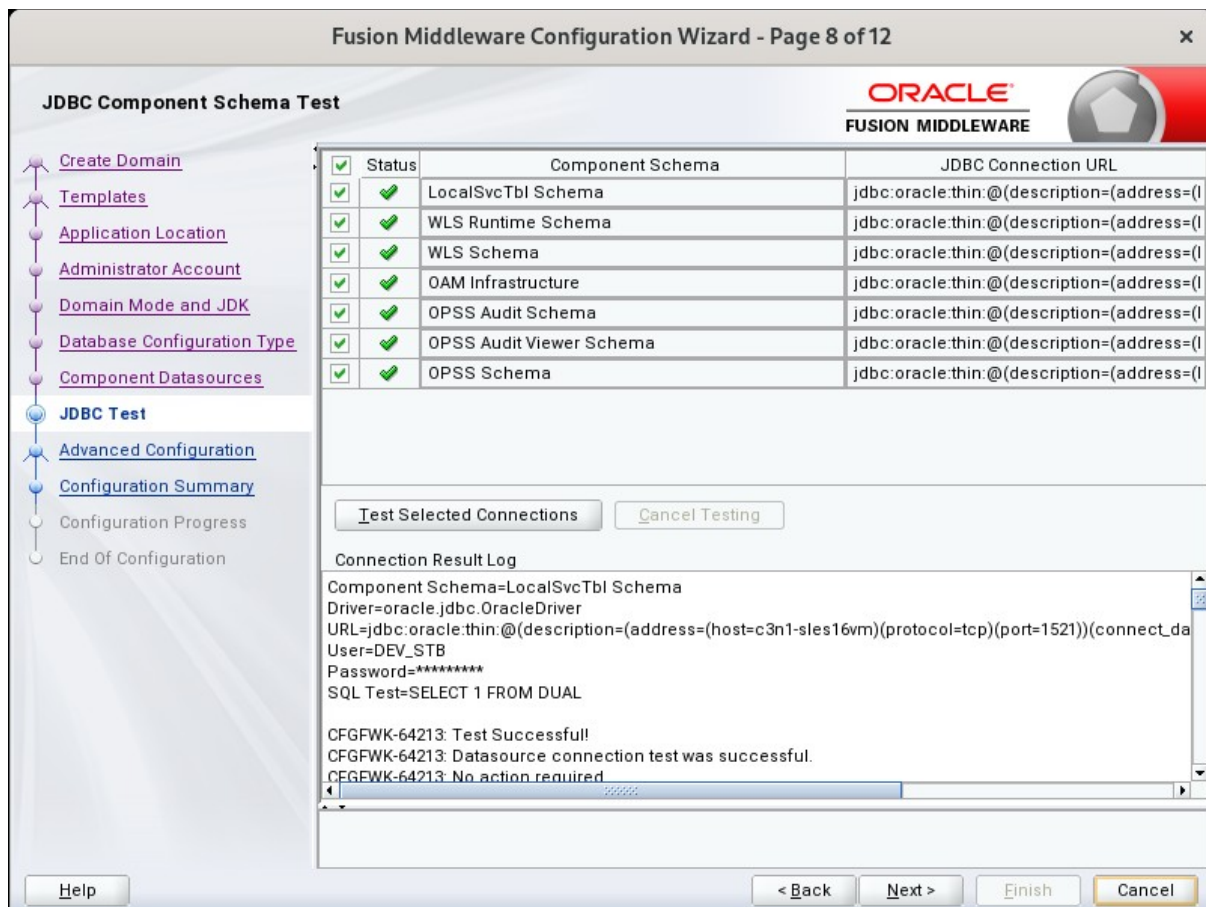 Fusion Middleware Configuration Wizard - Page 8 of 12
JDBC Component Schema Test
ORACLE
FUSION MIDDLEWARE
Create Domain
Templates
Application Location
Administrator Account
Domain Mode and JDK
Database Configuration Type
Component Datasources
JDBC Test
Advanced Configuration
Configuration Summary
Configuration Progress
End Of Configuration
Status Component Schema JDBC Connection URL
LocalSvcTbl Schema jdbc:oracle:thin:@(description=(address=(
WLS Runtime Schema jdbc:oracle:thin:@(description=(address=(
WLS Schema jdbc:oracle:thin:@(description=(address=(
OAM Infrastructure jdbc:oracle:thin:@(description=(address=(
OPSS Audit Schema jdbc:oracle:thin:@(description=(address=(
OPSS Audit Viewer Schema jdbc:oracle:thin:@(description=(address=(
OPSS Schema jdbc:oracle:thin:@(description=(address=(
Test Selected Connections Cancel Testing
Connection Result Log
Component Schema=LocalSvcTbl Schema
Driver=oracle.jdbc.OracleDriver
URL=jdbc:oracle:thin:@(description=(address=(host=c3n1-sles16vm)(protocol=tcp)(port=1521))(connect_da
User=DEV_STB
Password=*********
SQL Test=SELECT 1 FROM DUAL
CFGFWK-64213: Test Successful!
CFGFWK-64213: Datasource connection test was successful.
CFGFWK-64213: No action required
Help < Back Next > Finish Cancel